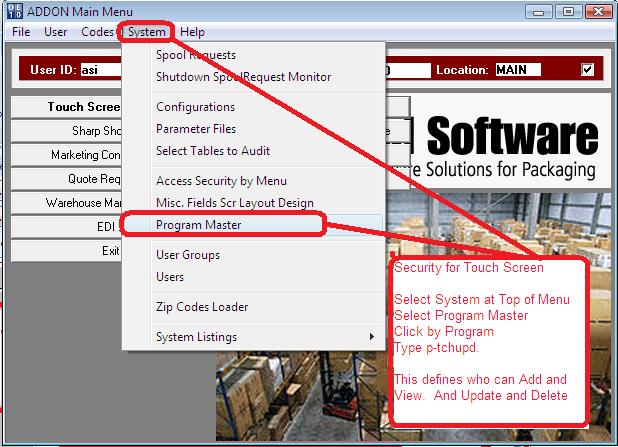 ADDON Main Menu
File User Codes System Help
Spool Requests
Shutdown SpoolRequest Monitor
Configurations
Parameter Files
Select Tables to Audit
Access Security by Menu
Misc. Fields Scr Layout Design
Program Master
User Groups
Users
Zip Codes Loader
System Listings
User ID: asi
0 Location: MAIN
Touch Scree
Sharp Sho
Marketing Con
Quote Req
Warehouse Mar
EDI
Exit
Software
e Solutions for Packaging
Security for Touch Screen
Select System at Top of Menu
Select Program Master
Click by Program
Type p-tchupd.
This defines who can Add and
View. And Update and Delete